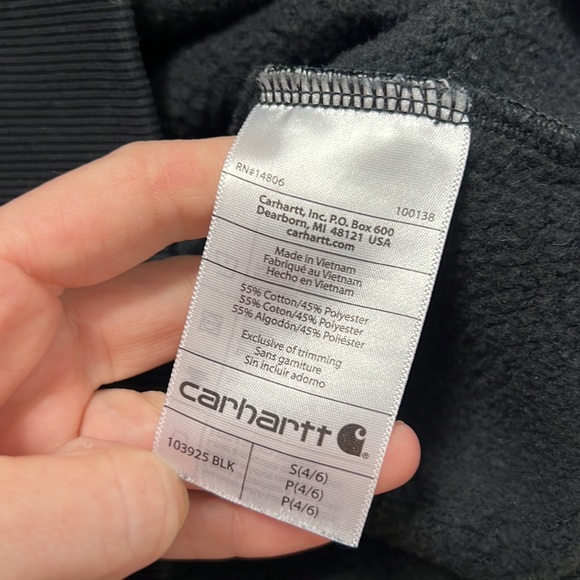 RN#14806
100138
Carhartt, Inc. P.O. Box 600
Dearborn, MI 48121 USA
carhartt.com
Made in Vietnam
Fabriqué au Vietnam
Hecho en Vietnam
55% Cotton/45% Polyester
55% Coton/45% Polyester
55% Algodón/45% Poliéster
Exclusive of trimming
Sans garniture
Sin incluir adorno
carhartt
103925 BLK
S(4/6)
P(4/6)
P(4/6)